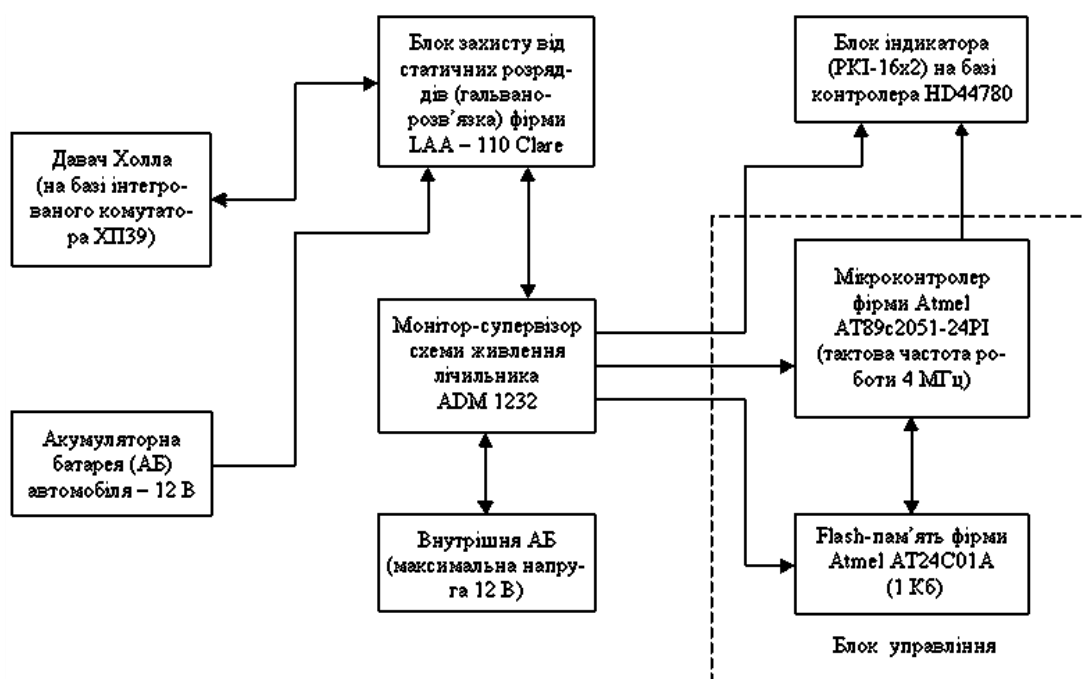 Блок захисту від
статичних розряд-
дів (гальвано-
розв’язка) фірми
LAA – 110 Clare
Блок індикатора
(РКІ-16х2) на базі
контролера HD44780
Давач Холла
(на базі інтегро-
ваного комутато-
ра ХП39)
Мікроконтролер
фірми Atmel
AT89c2051-24PI
(тактова частота ро-
боти 4 МГц)
Монітор-супервізор
схеми живлення
лічильника
ADM 1232
Акумуляторна
батарея (АБ)
автомобіля – 12 В
Внутрішня АБ
(максимальна напру-
га 12 В)
Flash-пам’ять фірми
Atmel AT24C01A
(1 Кб)
Блок управління